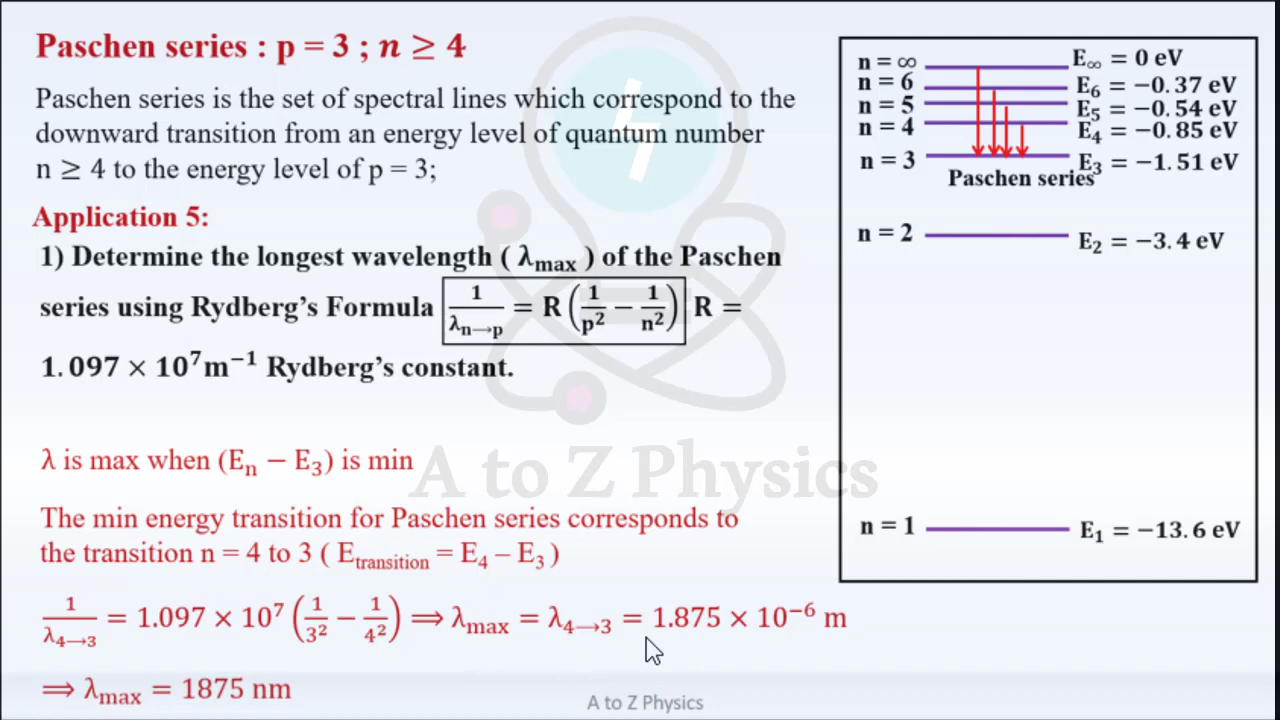 Paschen series : p = 3 ; n ≥ 4
Paschen series is the set of spectral lines which correspond to the
downward transition from an energy level of quantum number
n ≥ 4 to the energy level of p = 3;
Application 5:
1) Determine the longest wavelength ( λmax ) of the Paschen
series using Rydberg's Formula 1/λn→p = R (1/p² − 1/n²) R =
1.097 × 10⁷m⁻¹ Rydberg's constant.
λ is max when (En − E3) is min
The min energy transition for Paschen series corresponds to
the transition n = 4 to 3 ( Etransition = E4 – E3 )
1/λ4→3 = 1.097 × 10⁷ (1/3² − 1/4²) ⟹ λmax = λ4→3 = 1.875 × 10⁻⁶ m
⟹ λmax = 1875 nm
n = ∞ E∞ = 0 eV
n = 6 E6 = −0.37 eV
n = 5 E5 = −0.54 eV
n = 4 E4 = −0.85 eV
n = 3 E3 = −1.51 eV
Paschen series
n = 2 E2 = −3.4 eV
n = 1 E1 = −13.6 eV
A to Z Physics
A to Z Physics